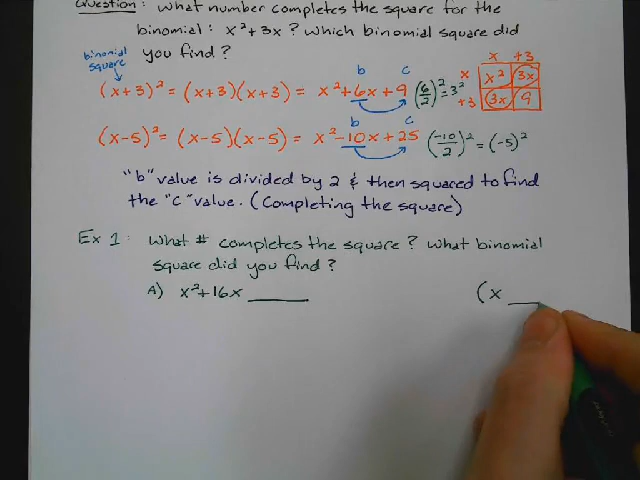 Question: What number completes the square for the
binomial: x² + 3x? Which binomial square did
you find?
binomial
square
(x+3)² = (x+3)(x+3) = x² + 6x + 9 (6/2)² = 3²
b c
x +3
x x² 3x
+3 3x 9
(x-5)² = (x-5)(x-5) = x² - 10x + 25 (-10/2)² = (-5)²
b c
"b" value is divided by 2 & then squared to find
the "c" value. (Completing the square)
Ex 1: What # completes the square? What binomial
square did you find?
A) x² + 16x ____ (x __